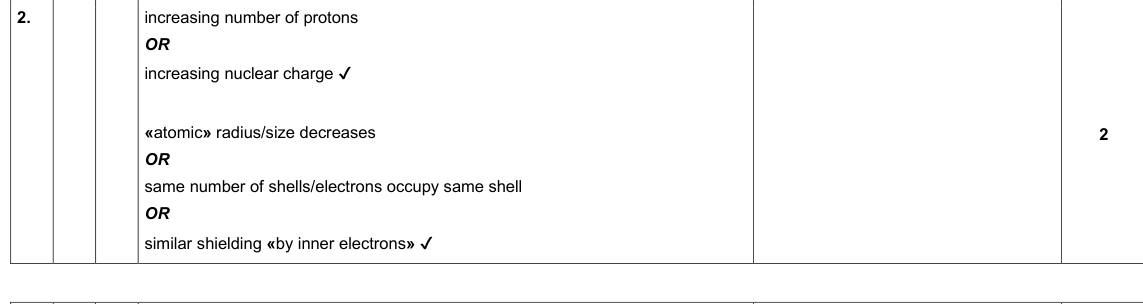 2.
increasing number of protons
OR
increasing nuclear charge ✓
«atomic» radius/size decreases
OR
same number of shells/electrons occupy same shell
OR
similar shielding «by inner electrons» ✓
2